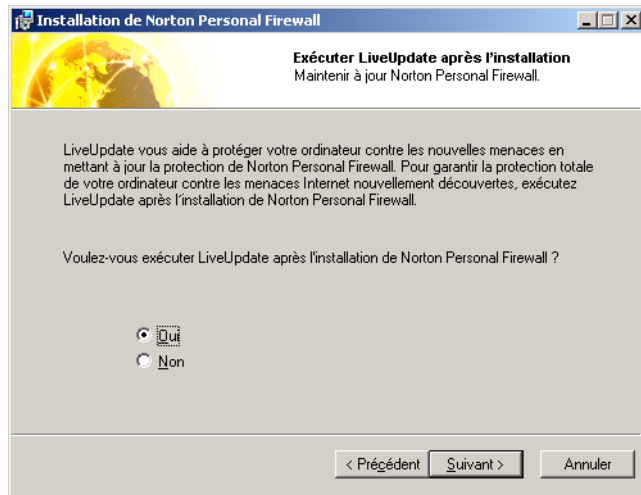 Installation de Norton Personal Firewall
Exécuter LiveUpdate après l'installation
Maintenir à jour Norton Personal Firewall.
LiveUpdate vous aide à protéger votre ordinateur contre les nouvelles menaces en
mettant à jour la protection de Norton Personal Firewall. Pour garantir la protection totale
de votre ordinateur contre les menaces Internet nouvellement découvertes, exécutez
LiveUpdate après l'installation de Norton Personal Firewall.
Voulez-vous exécuter LiveUpdate après l'installation de Norton Personal Firewall ?
Oui
Non
< Précédent
Suivant >
Annuler